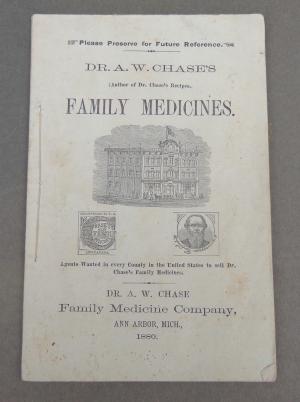 Please Preserve for Future Reference.
DR. A. W. CHASE'S
(Author of Dr. Chase's Recipes,
FAMILY MEDICINES.
Agents Wanted in every County in the United States to sell Dr.
Chase's Family Medicines.
DR. A. W. CHASE
Family Medicine Company,
ANN ARBOR, MICH.,
1880.